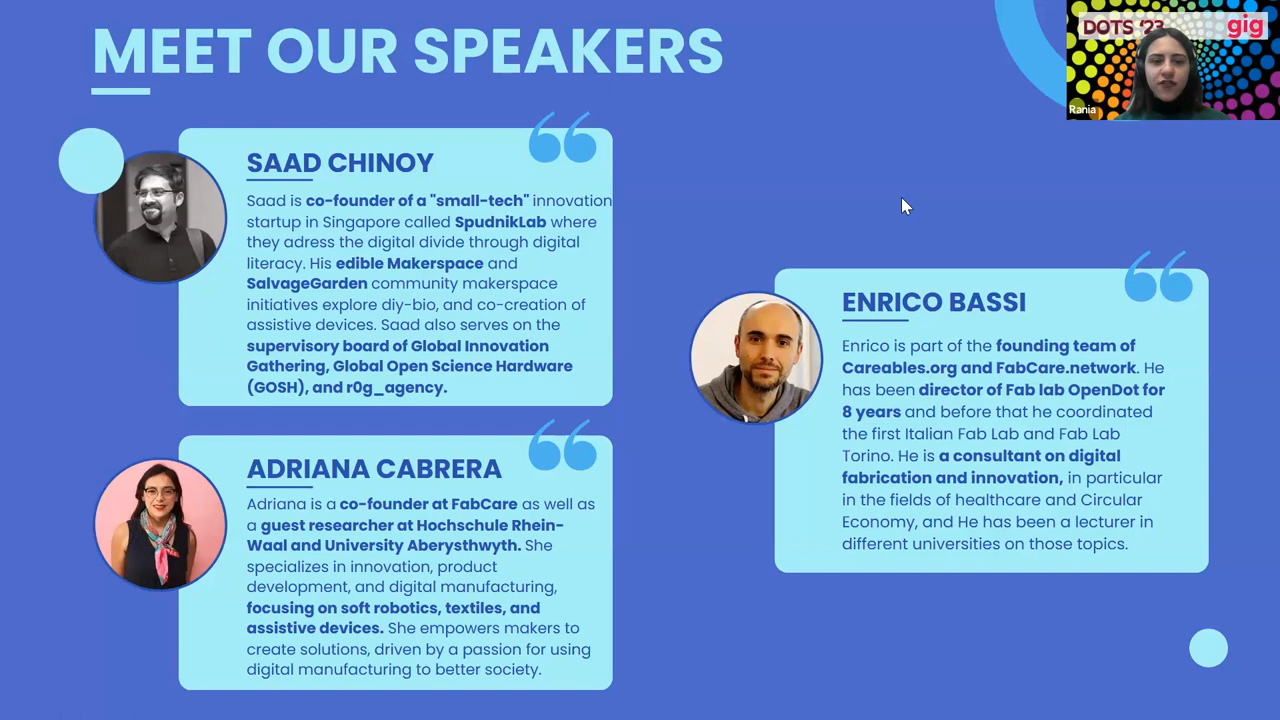 MEET OUR SPEAKERS
DOTS '23
gig
Rania
SAAD CHINOY
Saad is co-founder of a "small-tech" innovation
startup in Singapore called SpudnikLab where
they adress the digital divide through digital
literacy. His edible Makerspace and
SalvageGarden community makerspace
initiatives explore diy-bio, and co-creation of
assistive devices. Saad also serves on the
supervisory board of Global Innovation
Gathering, Global Open Science Hardware
(GOSH), and r0g_agency.
ADRIANA CABRERA
Adriana is a co-founder at FabCare as well as
a guest researcher at Hochschule Rhein-
Waal and University Aberysthwyth. She
specializes in innovation, product
development, and digital manufacturing,
focusing on soft robotics, textiles, and
assistive devices. She empowers makers to
create solutions, driven by a passion for using
digital manufacturing to better society.
ENRICO BASSI
Enrico is part of the founding team of
Careables.org and FabCare.network. He
has been director of Fab lab OpenDot for
8 years and before that he coordinated
the first Italian Fab Lab and Fab Lab
Torino. He is a consultant on digital
fabrication and innovation, in particular
in the fields of healthcare and Circular
Economy, and He has been a lecturer in
different universities on those topics.